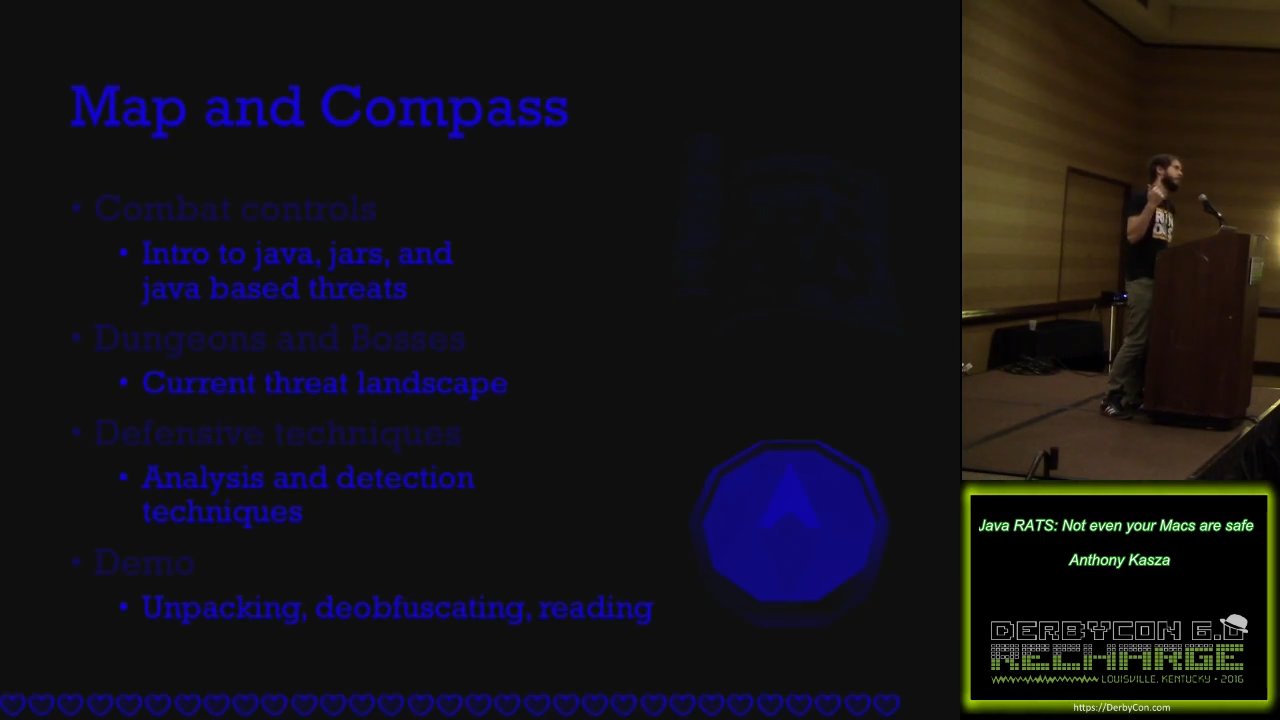 Map and Compass
• Combat controls
• Intro to java, jars, and
java based threats
• Dungeons and Bosses
• Current threat landscape
• Defensive techniques
• Analysis and detection
techniques
• Demo
• Unpacking, deobfuscating, reading
Java RATS: Not even your Macs are safe
Anthony Kasza
DERBYCON 6.0
RECHARGE
LOUISVILLE, KENTUCKY • 2016
https://DerbyCon.com